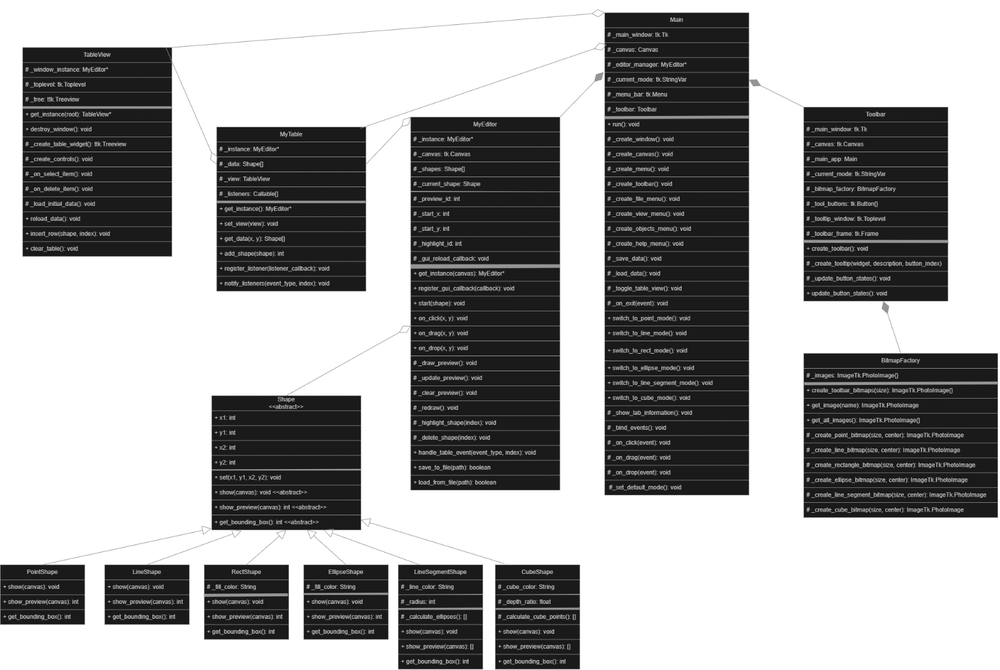 TableView
# _window_instance: MyEditor*
# _toplevel: tk.Toplevel
# _tree: ttk.Treeview
+ get_instance(root): TableView*
+ destroy_window(): void
# _create_table_widget(): ttk.Treeview
# _create_controls(): void
# _on_select_item(): void
# _on_delete_item(): void
# _load_initial_data(): void
+ reload_data(): void
+ insert_row(shape, index): void
+ clear_table(): void
MyTable
# _instance: MyEditor*
# _data: Shape[]
# _view: TableView
# _listeners: Callable[]
+ get_instance(): MyEditor*
+ set_view(view): void
+ get_data(x, y): Shape[]
+ add_shape(shape): int
+ register_listener(listener_callback): void
+ notify_listeners(event_type, index): void
MyEditor
# _instance: MyEditor*
# _canvas: tk.Canvas
# _shapes: Shape[]
# _current_shape: Shape
# _preview_id: int
# _start_x: int
# _start_y: int
# _highlight_id: int
# _gui_reload_callback: void
+ get_instance(canvas): MyEditor*
+ register_gui_callback(callback): void
+ start(shape): void
+ on_click(x, y): void
+ on_drag(x, y): void
+ on_drop(x, y): void
# _draw_preview(): void
# _update_preview(): void
# _clear_preview(): void
# _redraw(): void
# _highlight_shape(index): void
# _delete_shape(index): void
+ handle_table_event(event_type, index): void
+ save_to_file(path): boolean
+ load_from_file(path): boolean
Main
# _main_window: tk.Tk
# _canvas: Canvas
# _editor_manager: MyEditor*
# _current_mode: tk.StringVar
# _menu_bar: tk.Menu
# _toolbar: Toolbar
+ run(): void
# _create_window(): void
# _create_canvas(): void
# _create_menu(): void
# _create_toolbar(): void
# _create_file_menu(): void
# _create_view_menu(): void
# _create_objects_menu(): void
# _create_help_menu(): void
# _save_data(): void
# _load_data(): void
# _toggle_table_view(): void
# _on_exit(event): void
+ switch_to_point_mode(): void
+ switch_to_line_mode(): void
+ switch_to_rect_mode(): void
+ switch_to_ellipse_mode(): void
+ switch_to_line_segment_mode(): void
+ switch_to_cube_mode(): void
# _show_lab_information(): void
# _bind_events(): void
# _on_click(event): void
# _on_drag(event): void
# _on_drop(event): void
#_set_default_mode(): void
Toolbar
# _main_window: tk.Tk
# _canvas: tk.Canvas
# _main_app: Main
# _current_mode: tk.StringVar
# _bitmap_factory: BitmapFactory
# _tool_buttons: tk.Button{}
# _tooltip_window: tk.Toplevel
# _toolbar_frame: tk.Frame
+ create_toolbar(): void
# _create_tooltip(widget, description, button_index)
# _update_button_states(): void
+ update_button_states(): void
BitmapFactory
# _images: ImageTk.PhotoImage{}
+ create_toolbar_bitmaps(size): ImageTk.PhotoImage{}
+ get_image(name): ImageTk.PhotoImage
+ get_all_images(): ImageTk.PhotoImage{}
# _create_point_bitmap(size, center): ImageTk.PhotoImage
# _create_line_bitmap(size, center): ImageTk.PhotoImage
# _create_rectangle_bitmap(size, center): ImageTk.PhotoImage
# _create_ellipse_bitmap(size, center): ImageTk.PhotoImage
# _create_line_segment_bitmap(size, center): ImageTk.PhotoImage
# _create_cube_bitmap(size, center): ImageTk.PhotoImage
Shape
<<abstract>>
+ x1: int
+ y1: int
+ x2: int
+ y2: int
+ set(x1, y1, x2, y2): void
+ show(canvas): void <<abstract>>
+ show_preview(canvas): int <<abstract>>
+ get_bounding_box(): int <<abstract>>
PointShape
+ show(canvas): void
+ show_preview(canvas): int
+ get_bounding_box(): int
LineShape
+ show(canvas): void
+ show_preview(canvas): int
+ get_bounding_box(): int
RectShape
# _fill_color: String
+ show(canvas): void
+ show_preview(canvas): int
+ get_bounding_box(): int
EllipseShape
# _fill_color: String
+ show(canvas): void
+ show_preview(canvas): int
+ get_bounding_box(): int
LineSegmentShape
# _line_color: String
# _radius: int
# _calculate_ellipses(): []
+ show(canvas): void
+ show_preview(canvas): []
+ get_bounding_box(): int
CubeShape
# _cube_color: String
# _depth_ratio: float
# _calculate_cube_points(): []
+ show(canvas): void
+ show_preview(canvas): []
+ get_bounding_box(): int